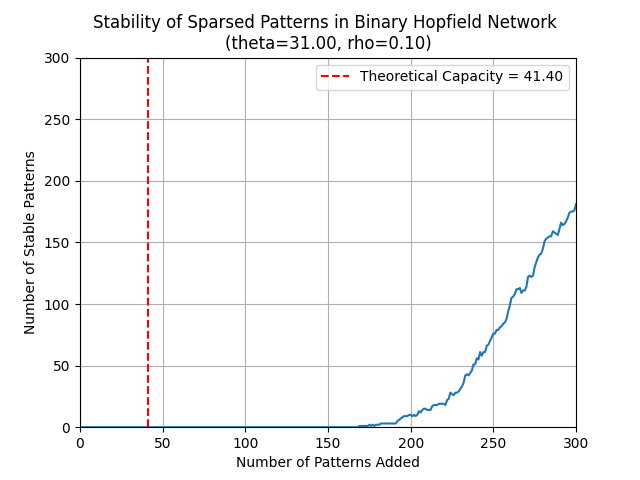 Stability of Sparsed Patterns in Binary Hopfield Network
(theta=31.00, rho=0.10)
Theoretical Capacity = 41.40
Number of Stable Patterns
300
250
200
150
100
50
0
0 50 100 150 200 250 300
Number of Patterns Added